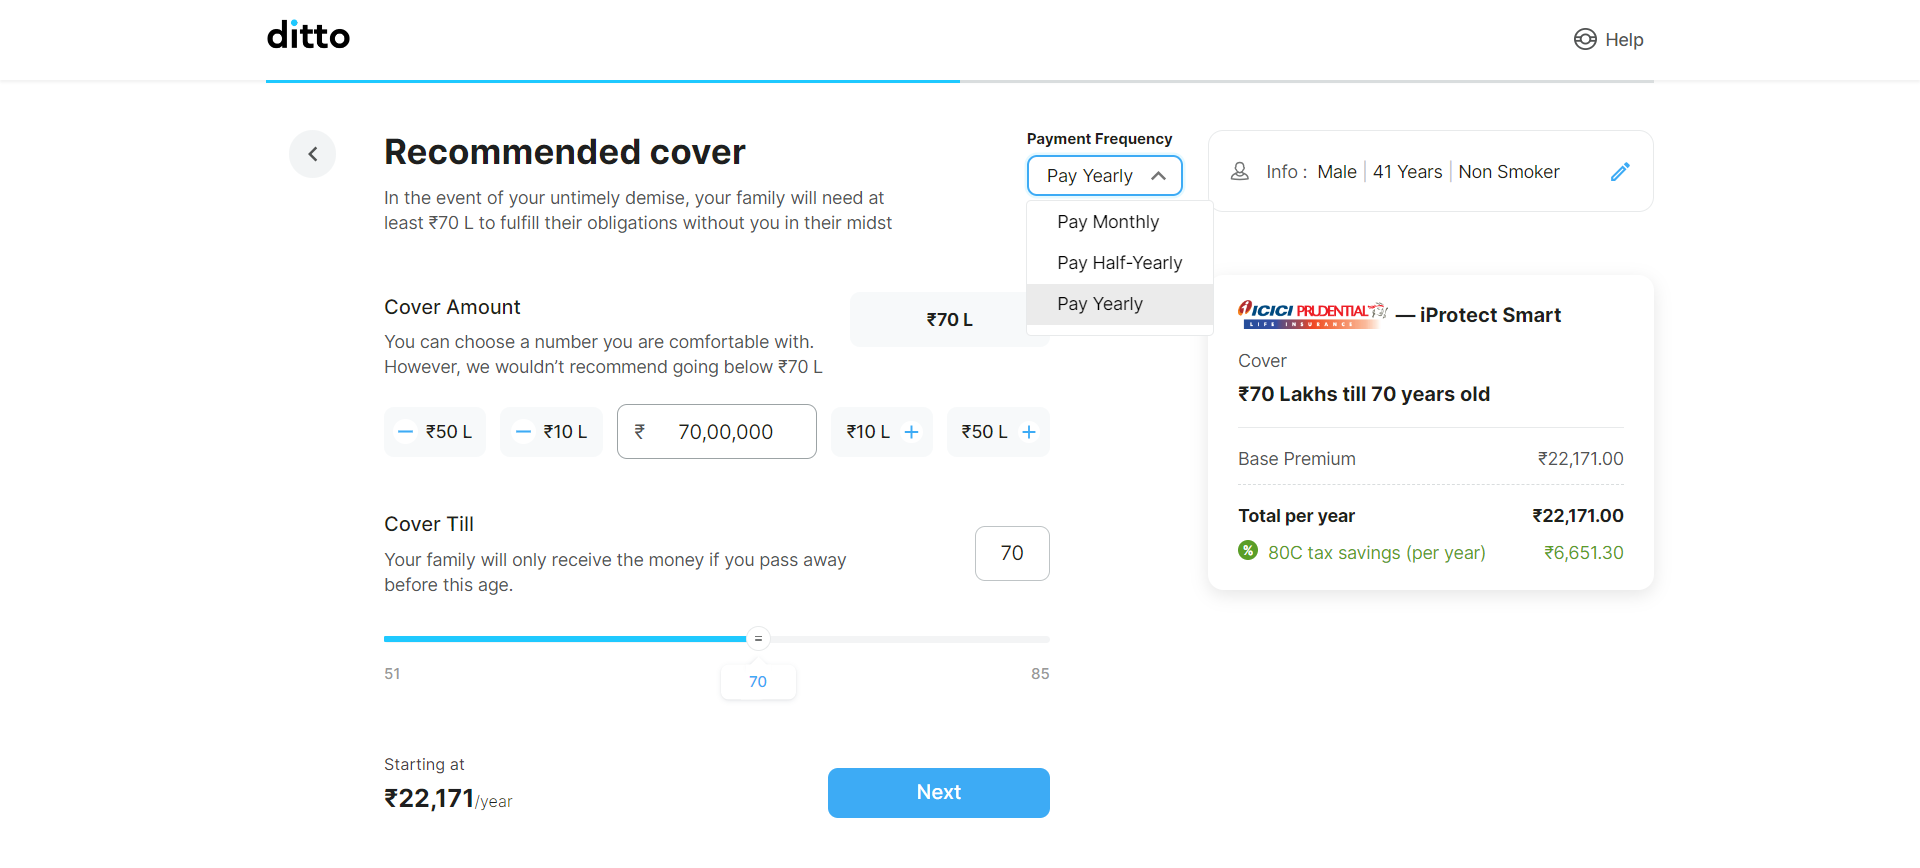 ditto
Help
Recommended cover
In the event of your untimely demise, your family will need at
least ₹70 L to fulfill their obligations without you in their midst
Payment Frequency
Pay Yearly
Pay Monthly
Pay Half-Yearly
Pay Yearly
Info : Male 41 Years Non Smoker
Cover Amount
₹70 L
You can choose a number you are comfortable with.
However, we wouldn’t recommend going below ₹70 L
₹50 L
₹10 L
₹ 70,00,000
₹10 L +
₹50 L +
Cover Till
Your family will only receive the money if you pass away
before this age.
70
=
51
85
70
Starting at
₹22,171/year
Next
ICICI PRUDENTIAL — iProtect Smart
LIFE INSURANCE
Cover
₹70 Lakhs till 70 years old
Base Premium ₹22,171.00
Total per year ₹22,171.00
% 80C tax savings (per year) ₹6,651.30